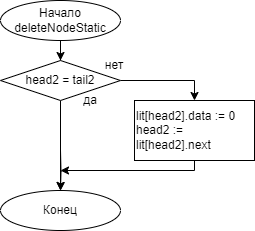 Начало
deleteNodeStatic
head2 = tail2
нет
да
lit[head2].data := 0
head2 :=
lit[head2].next
Конец